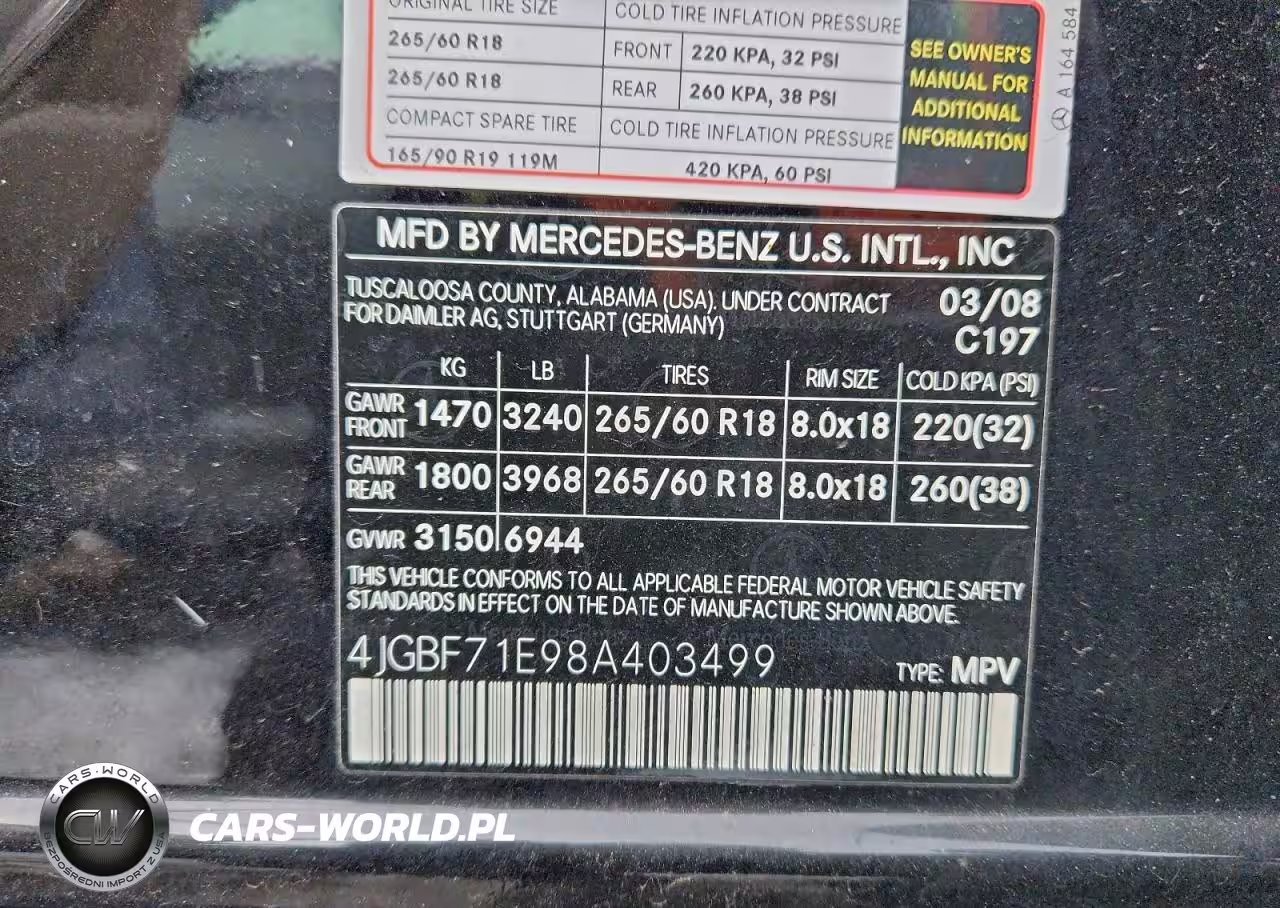 ORIGINAL TIRE SIZE COLD TIRE INFLATION PRESSURE
265/60 R18 FRONT 220 KPA, 32 PSI
265/60 R18 REAR 260 KPA, 38 PSI
COMPACT SPARE TIRE COLD TIRE INFLATION PRESSURE
165/90 R19 119M 420 KPA, 60 PSI
SEE OWNER'S
MANUAL FOR
ADDITIONAL
INFORMATION
A 164 584
MFD BY MERCEDES-BENZ U.S. INTL., INC
TUSCALOOSA COUNTY, ALABAMA (USA). UNDER CONTRACT 03/08
FOR DAIMLER AG, STUTTGART (GERMANY) C197
KG LB TIRES RIM SIZE COLD KPA (PSI)
GAWR FRONT 1470 3240 265/60 R18 8.0x18 220(32)
GAWR REAR 1800 3968 265/60 R18 8.0x18 260(38)
GVWR 3150 6944
THIS VEHICLE CONFORMS TO ALL APPLICABLE FEDERAL MOTOR VEHICLE SAFETY
STANDARDS IN EFFECT ON THE DATE OF MANUFACTURE SHOWN ABOVE.
4JGBF71E98A403499 TYPE: MPV
CARS-WORLD
CW
BEZPOŚREDNI IMPORT Z USA
CARS-WORLD.PL